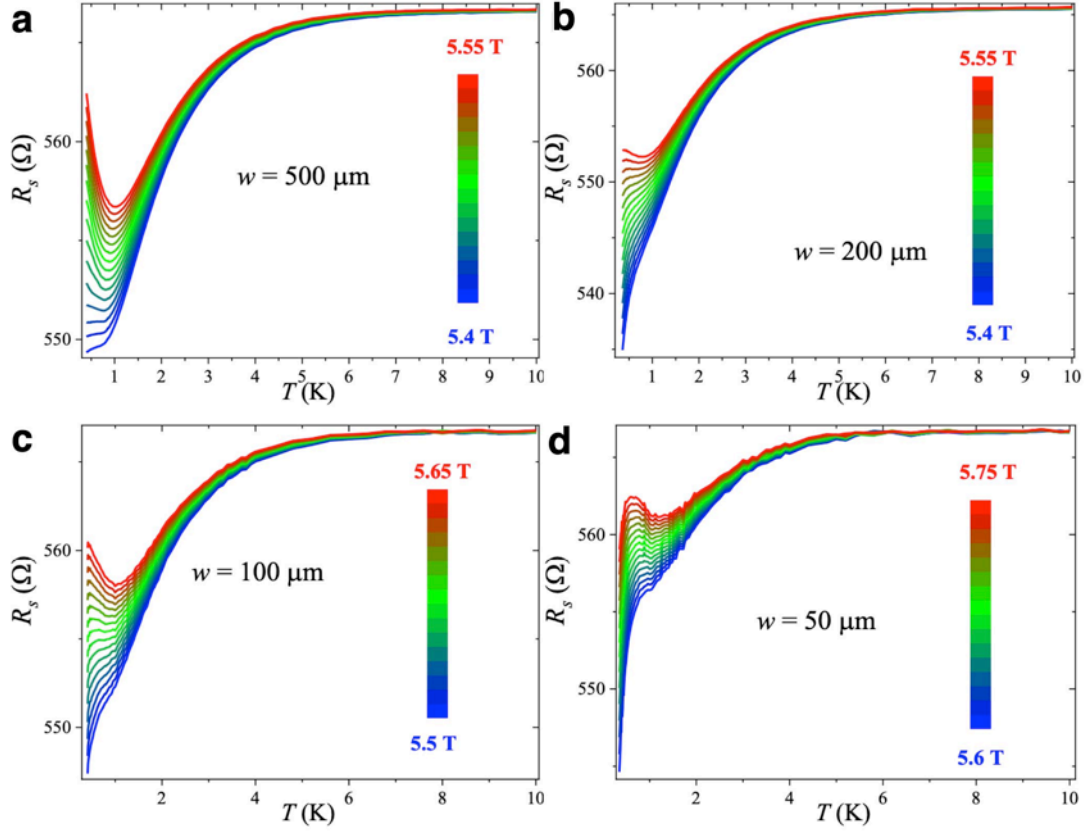 a
5.55 T
560
550
R_s (Ω)
w = 500 μm
5.4 T
1 2 3 4 5 6 7 8 9 10
T (K)
b
5.55 T
560
550
540
R_s (Ω)
w = 200 μm
5.4 T
1 2 3 4 5 6 7 8 9 10
T (K)
c
5.65 T
560
550
R_s (Ω)
w = 100 μm
5.5 T
2 4 6 8 10
T (K)
d
5.75 T
560
550
R_s (Ω)
w = 50 μm
5.6 T
2 4 6 8 10
T (K)